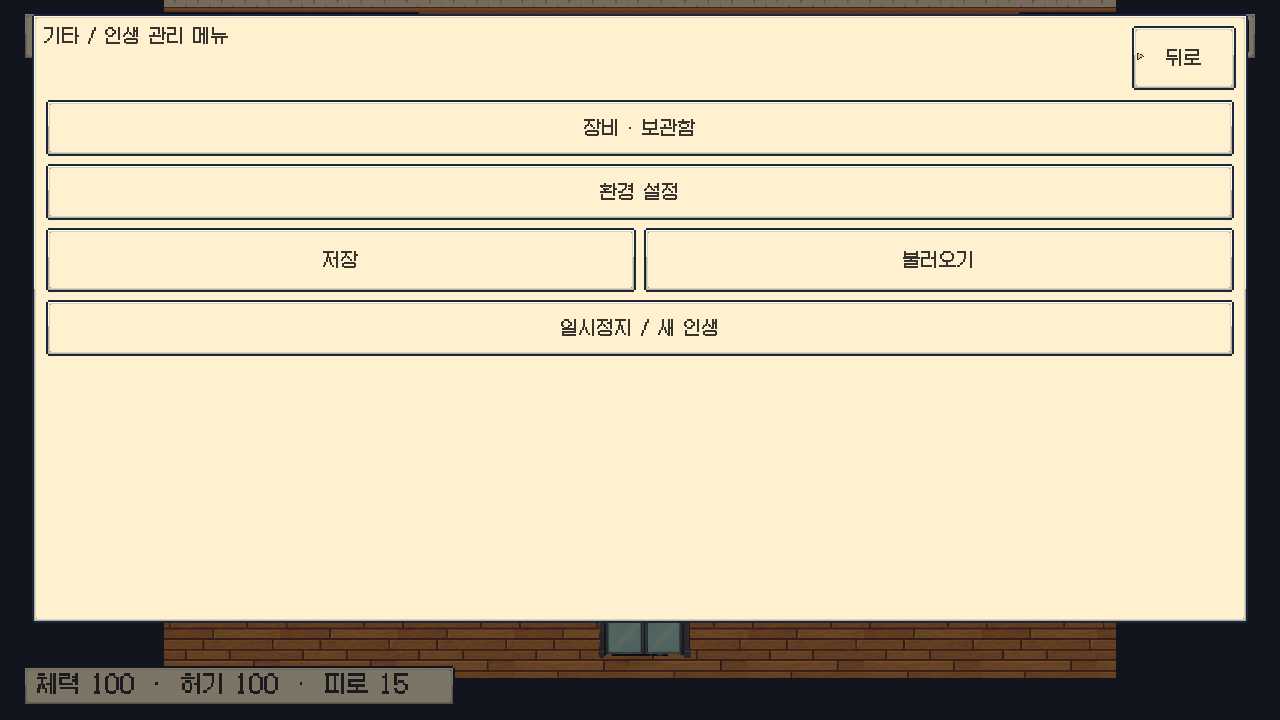 기타 / 인생 관리 메뉴
뒤로
장비 · 보관함
환경 설정
저장
불러오기
일시정지 / 새 인생
체력 100 · 허기 100 · 피로 15